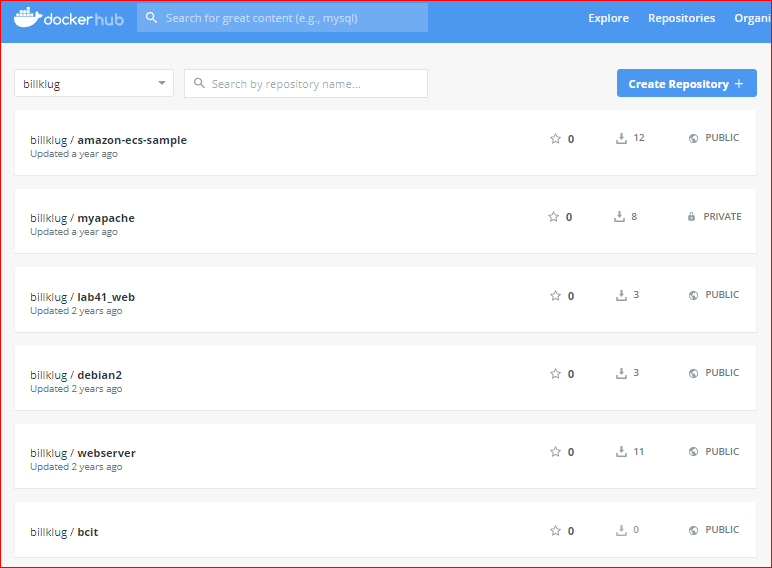 dockerhub
Search for great content (e.g., mysql)
Explore
Repositories
Organi
billklug
Search by repository name...
Create Repository +
billklug / amazon-ecs-sample
Updated a year ago
0
12
PUBLIC
billklug / myapache
Updated a year ago
0
8
PRIVATE
billklug / lab41_web
Updated 2 years ago
0
3
PUBLIC
billklug / debian2
Updated 2 years ago
0
3
PUBLIC
billklug / webserver
Updated 2 years ago
0
11
PUBLIC
billklug / bcit
0
0
PUBLIC